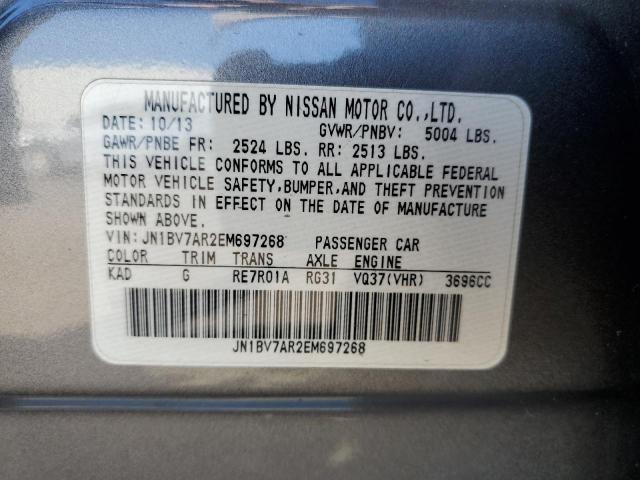 MANUFACTURED BY NISSAN MOTOR CO.,LTD.
DATE: 10/13 GVWR/PNBV: 5004 LBS.
GAWR/PNBE FR: 2524 LBS. RR: 2513 LBS.
THIS VEHICLE CONFORMS TO ALL APPLICABLE FEDERAL
MOTOR VEHICLE SAFETY,BUMPER,AND THEFT PREVENTION
STANDARDS IN EFFECT ON THE DATE OF MANUFACTURE
SHOWN ABOVE.
VIN:JN1BV7AR2EM697268 PASSENGER CAR
COLOR TRIM TRANS AXLE ENGINE
KAD G RE7R01A RG31 VQ37(VHR) 3696CC
JN1BV7AR2EM697268